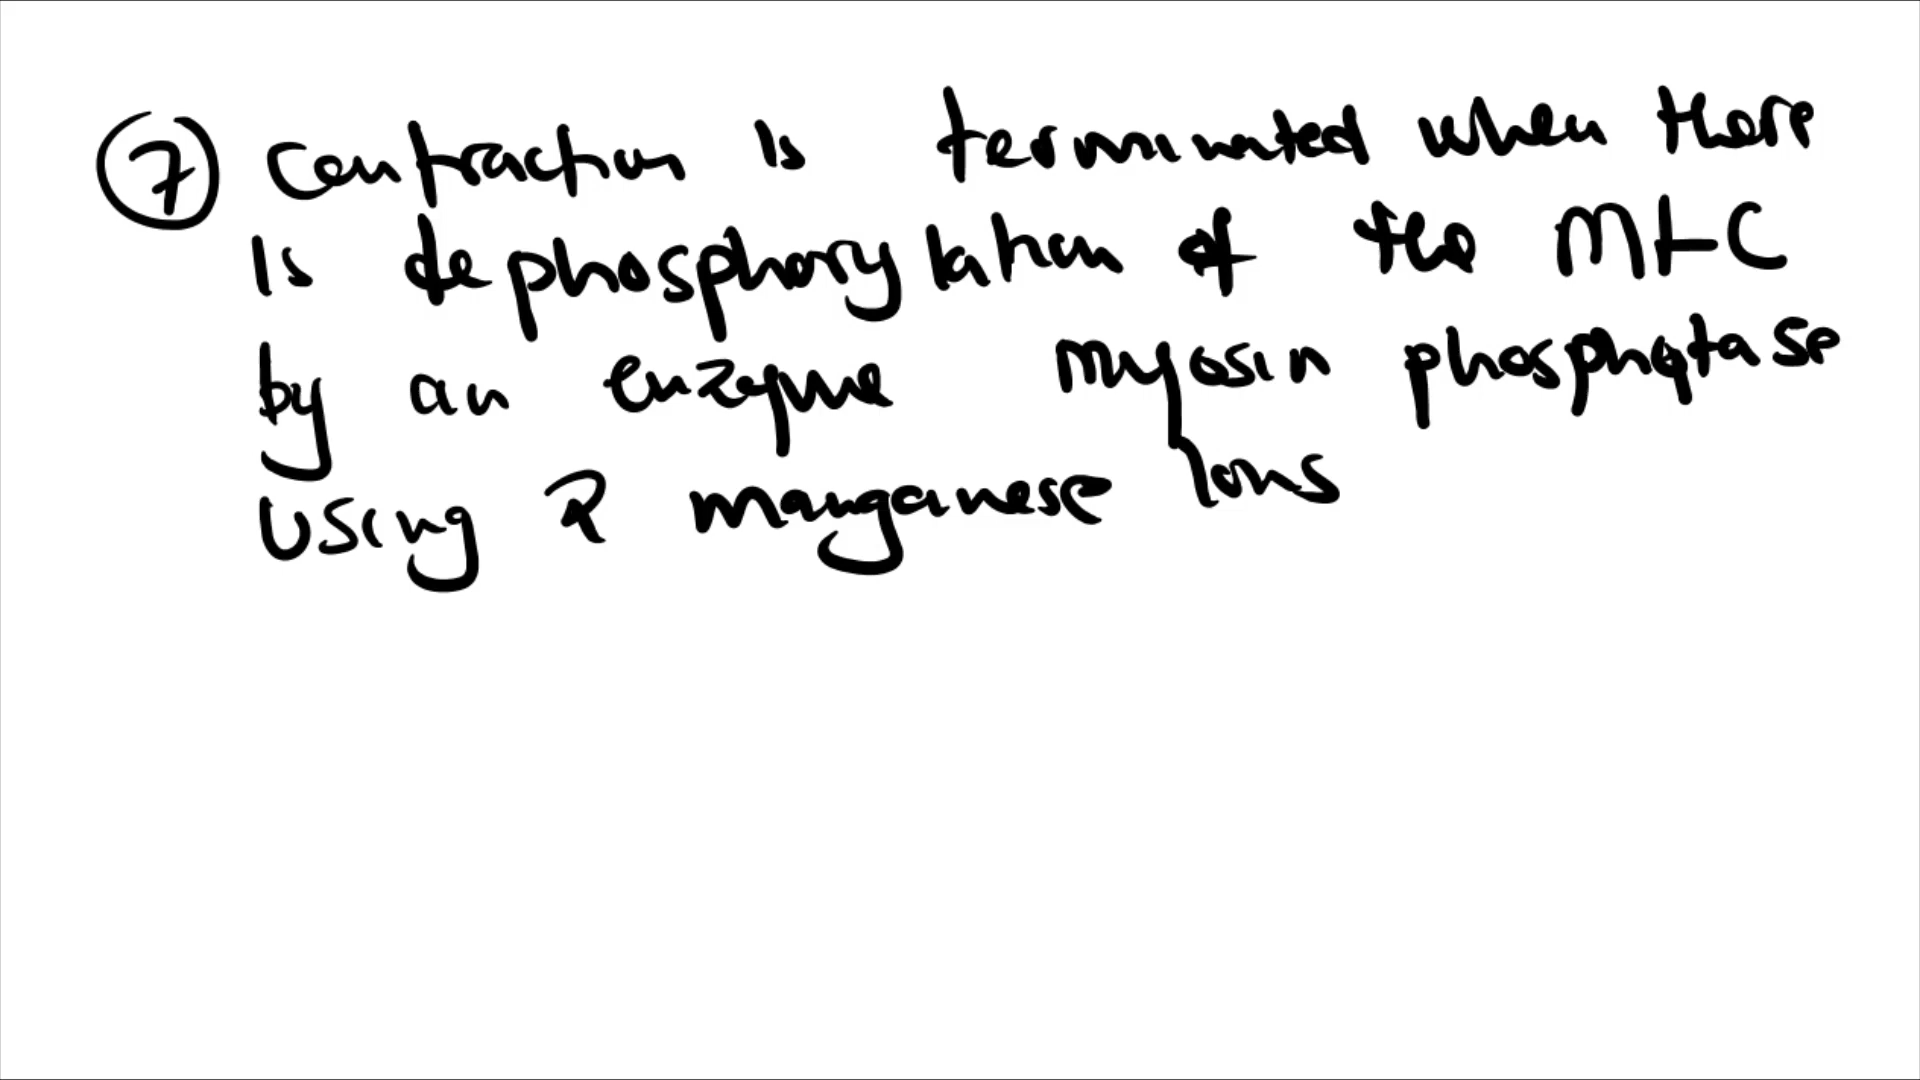 ⑦ Contraction is terminated when there
is dephosphorylation of the MLC
by an enzyme myosin phosphatase
using 2 manganese ions